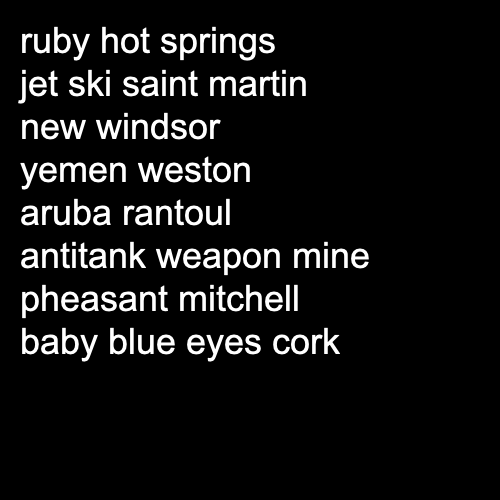 ruby hot springs
jet ski saint martin
new windsor
yemen weston
aruba rantoul
antitank weapon mine
pheasant mitchell
baby blue eyes cork